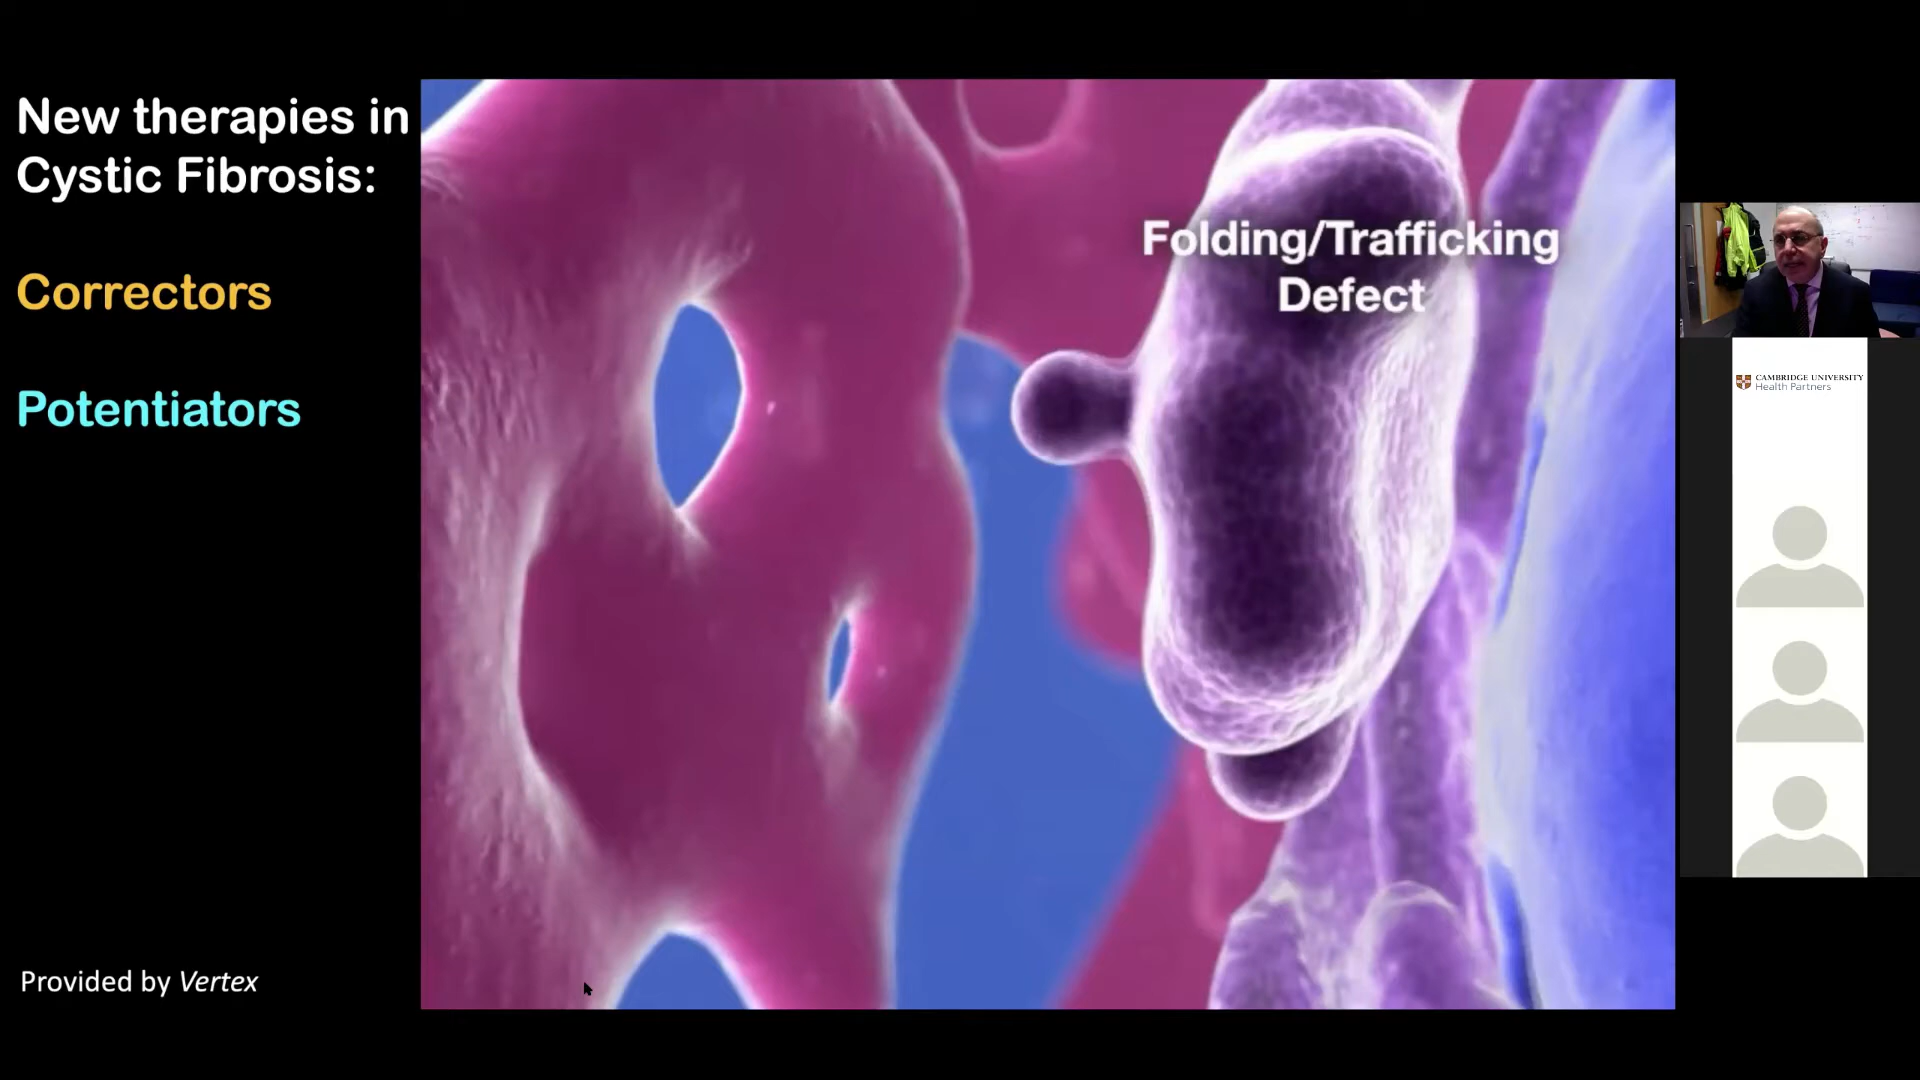 New therapies in
Cystic Fibrosis:
Correctors
Potentiators
Provided by Vertex
Folding/Trafficking
Defect
CAMBRIDGE UNIVERSITY
Health Partners